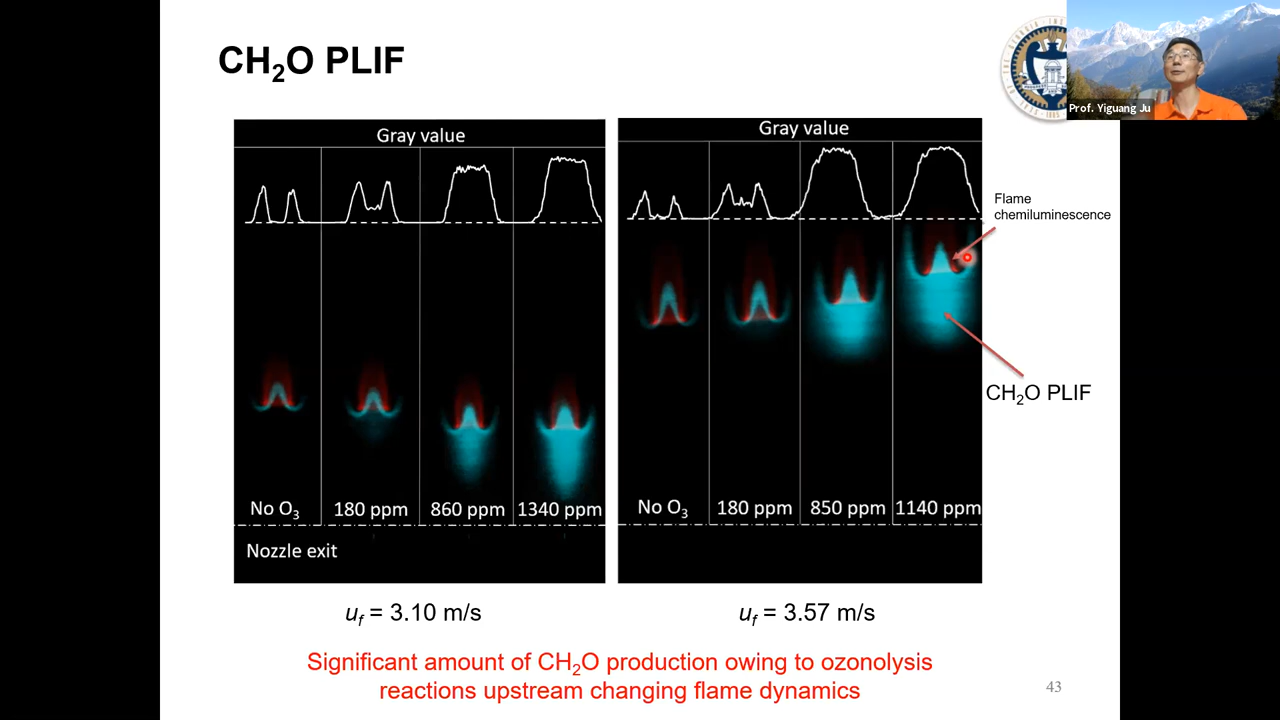 CH₂O PLIF
Prof. Yiguang Ju
Gray value
No O₃ 180 ppm 860 ppm 1340 ppm
Nozzle exit
Gray value
No O₃ 180 ppm 850 ppm 1140 ppm
Flame
chemiluminescence
CH₂O PLIF
u_f = 3.10 m/s
u_f = 3.57 m/s
Significant amount of CH₂O production owing to ozonolysis
reactions upstream changing flame dynamics
43